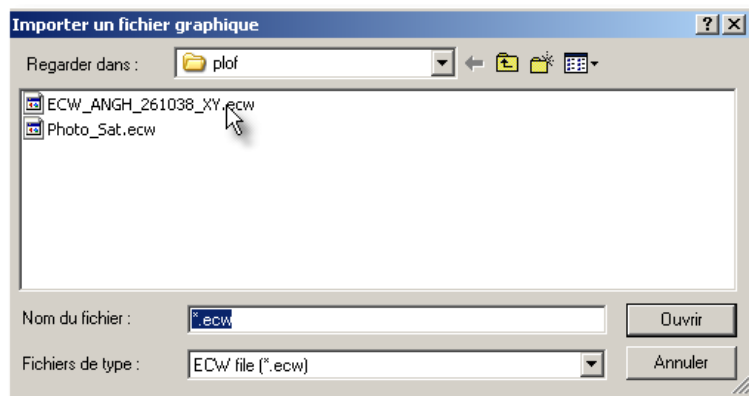 Importer un fichier graphique
Regarder dans : plof
ECW_ANGH_261038_XY.ecw
Photo_Sat.ecw
Nom du fichier : *.ecw Ouvrir
Fichiers de type : ECW file (*.ecw) Annuler